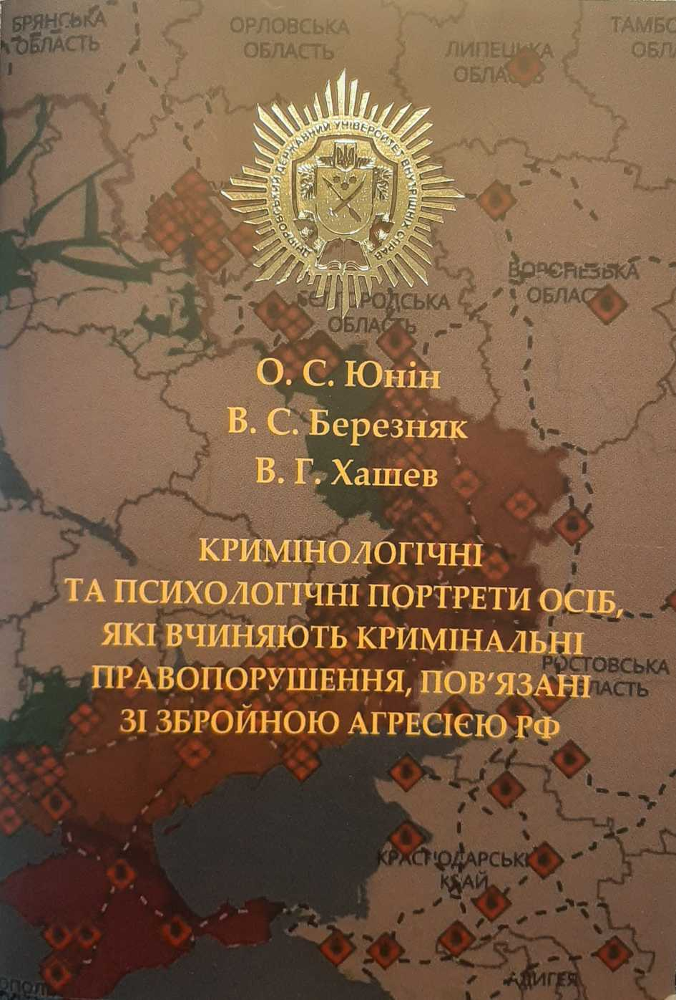 БРЯНСЬКА
ОБЛАСТЬ
ОРЛОВСЬКА
ОБЛАСТЬ
ЛИПЕЦЬКА
ОБЛАСТЬ
ТАМБО
ОБЛ
ДНІПРОВСЬКИЙ ДЕРЖАВНИЙ УНІВЕРСИТЕТ ВНУТРІШНІХ СПРАВ
ВОРОНЕЗЬКА
ОБЛАСТЬ
БЄЛГОРОДСЬКА
ОБЛАСТЬ
О. С. Юнін
В. С. Березняк
В. Г. Хашев
КРИМІНОЛОГІЧНІ
ТА ПСИХОЛОГІЧНІ ПОРТРЕТИ ОСІБ,
ЯКІ ВЧИНЯЮТЬ КРИМІНАЛЬНІ
ПРАВОПОРУШЕННЯ, ПОВ’ЯЗАНІ
ЗІ ЗБРОЙНОЮ АГРЕСІЄЮ РФ
РОСТОВСЬКА
ЛАСТЬ
КРАСНОДАРСЬКИ
КРАЙ
АДИГЕЯ